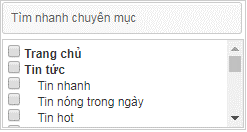 Tìm nhanh chuyên mục
Trang chủ
Tin tức
Tin nhanh
Tin nóng trong ngày
Tin hot